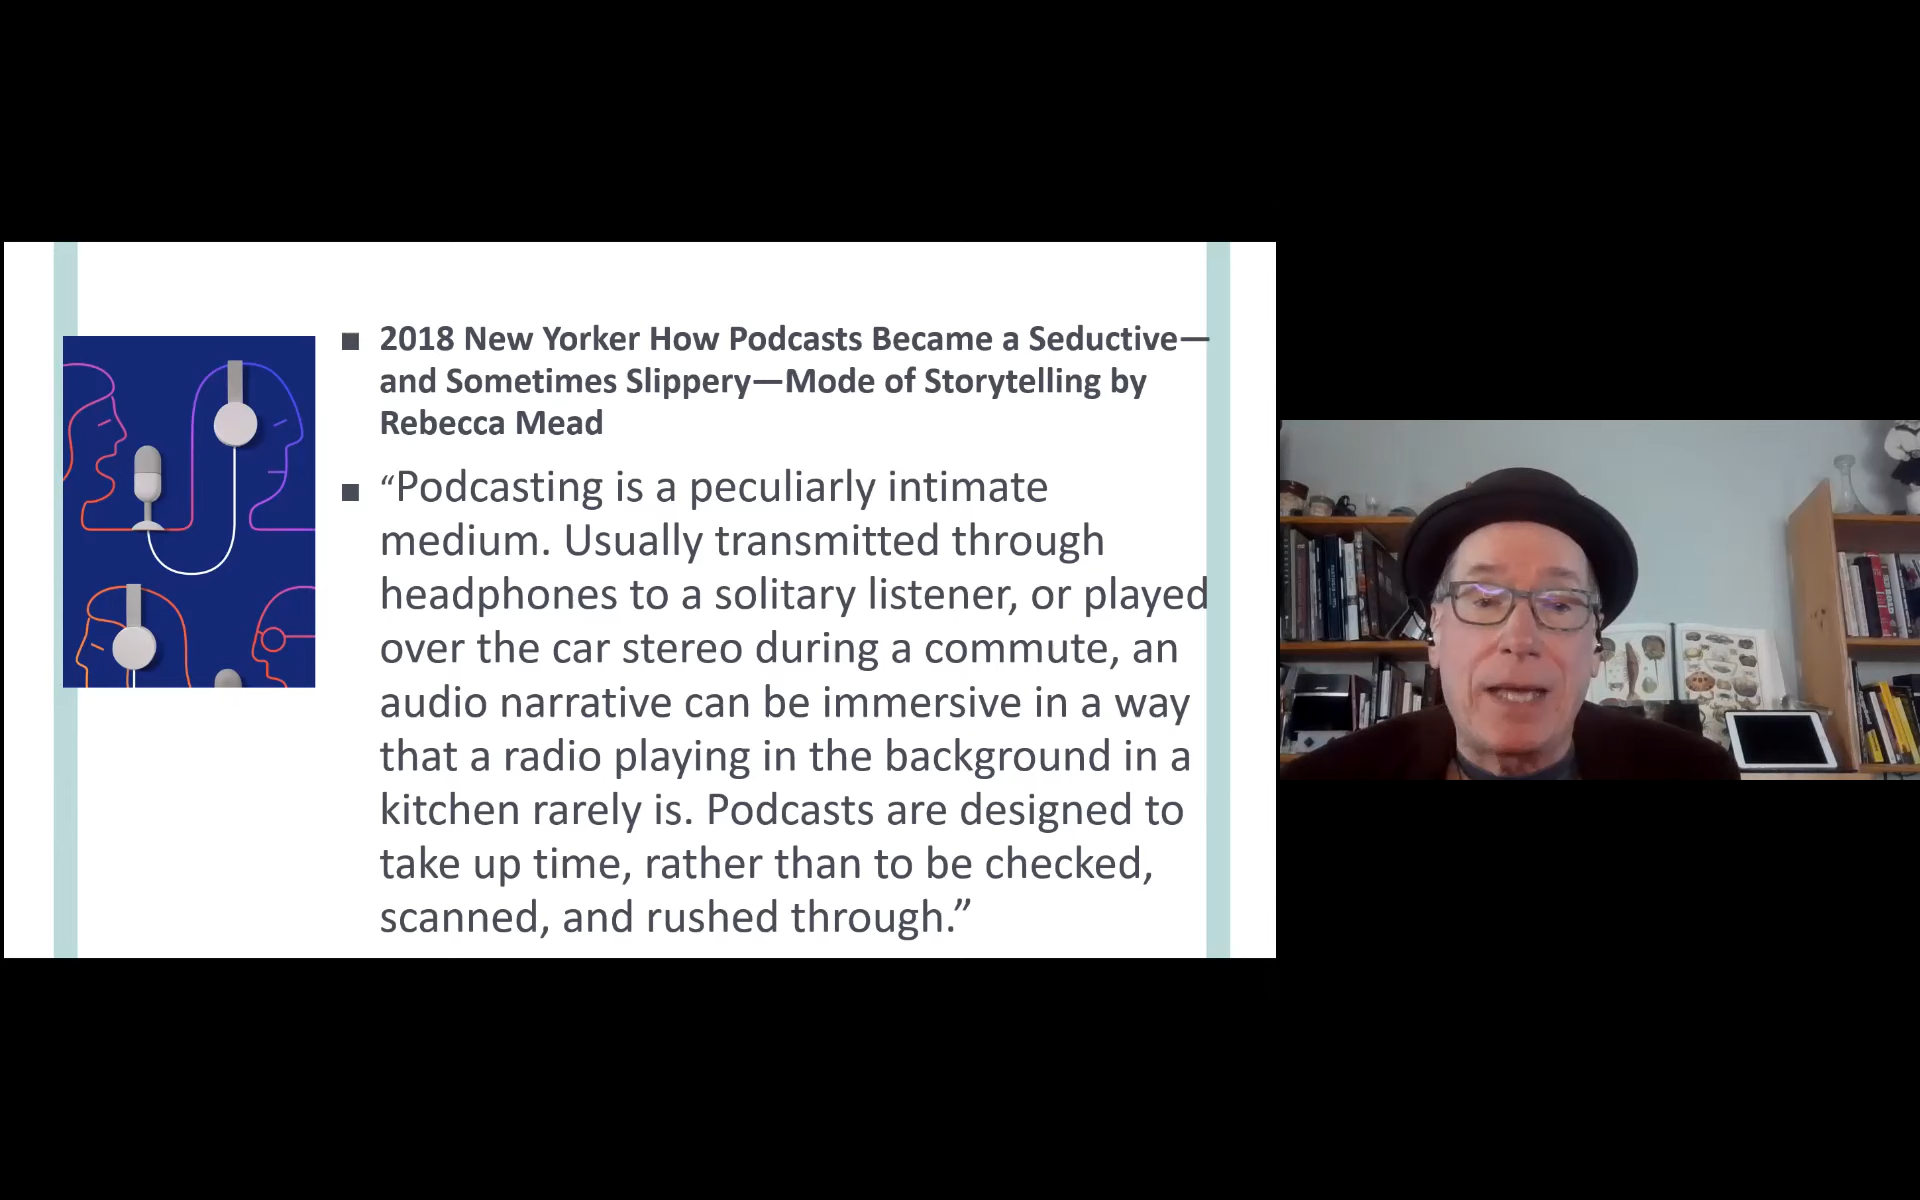 2018 New Yorker How Podcasts Became a Seductive—
and Sometimes Slippery—Mode of Storytelling by
Rebecca Mead
“Podcasting is a peculiarly intimate
medium. Usually transmitted through
headphones to a solitary listener, or played
over the car stereo during a commute, an
audio narrative can be immersive in a way
that a radio playing in the background in a
kitchen rarely is. Podcasts are designed to
take up time, rather than to be checked,
scanned, and rushed through.”